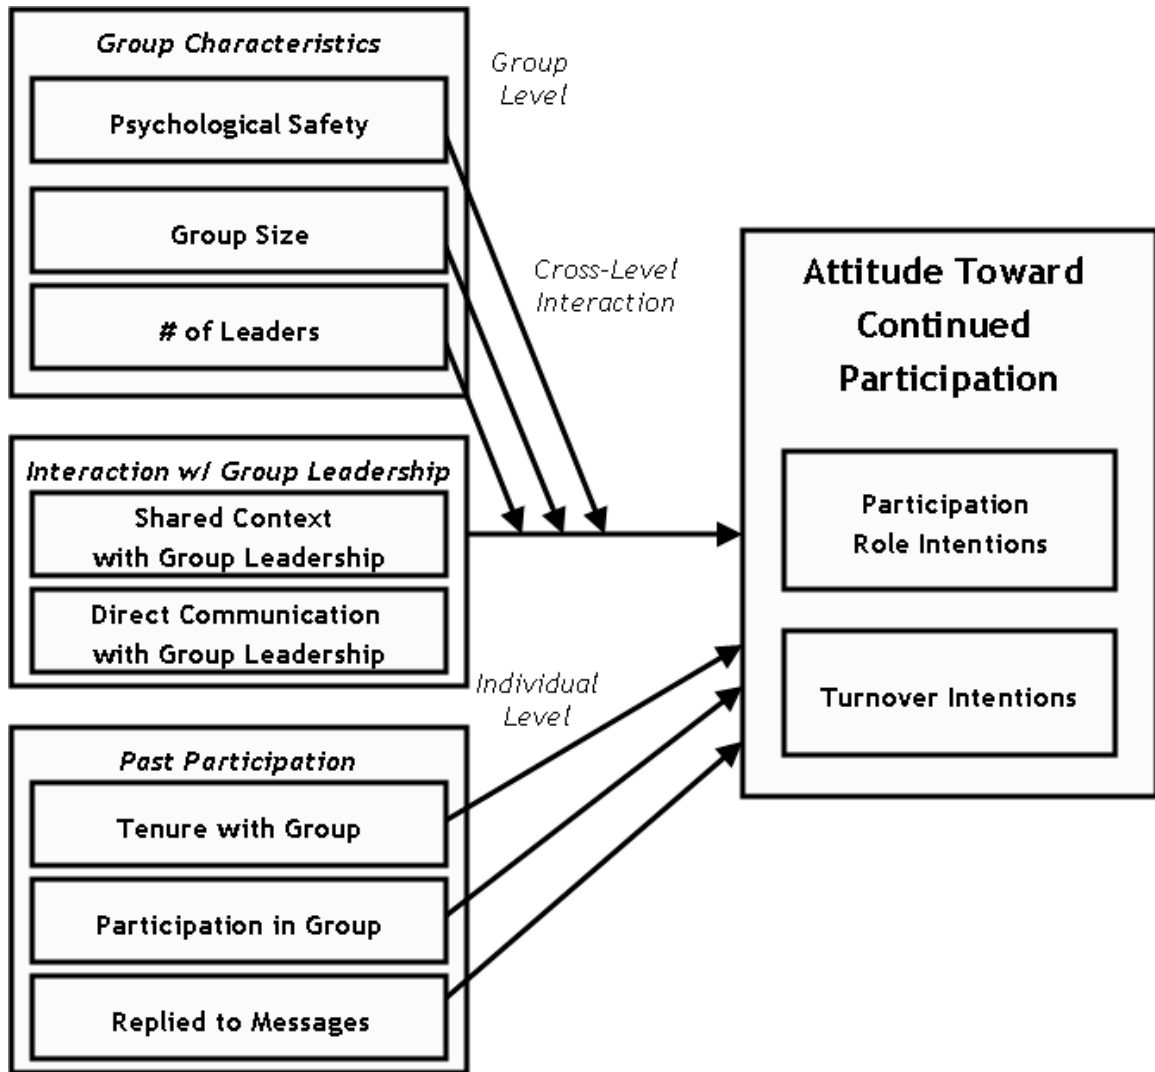 Group Characteristics
Psychological Safety
Group Size
# of Leaders
Group
Level
Cross-Level
Interaction
Interaction w/ Group Leadership
Shared Context
with Group Leadership
Direct Communication
with Group Leadership
Individual
Level
Past Participation
Tenure with Group
Participation in Group
Replied to Messages
Attitude Toward
Continued
Participation
Participation
Role Intentions
Turnover Intentions